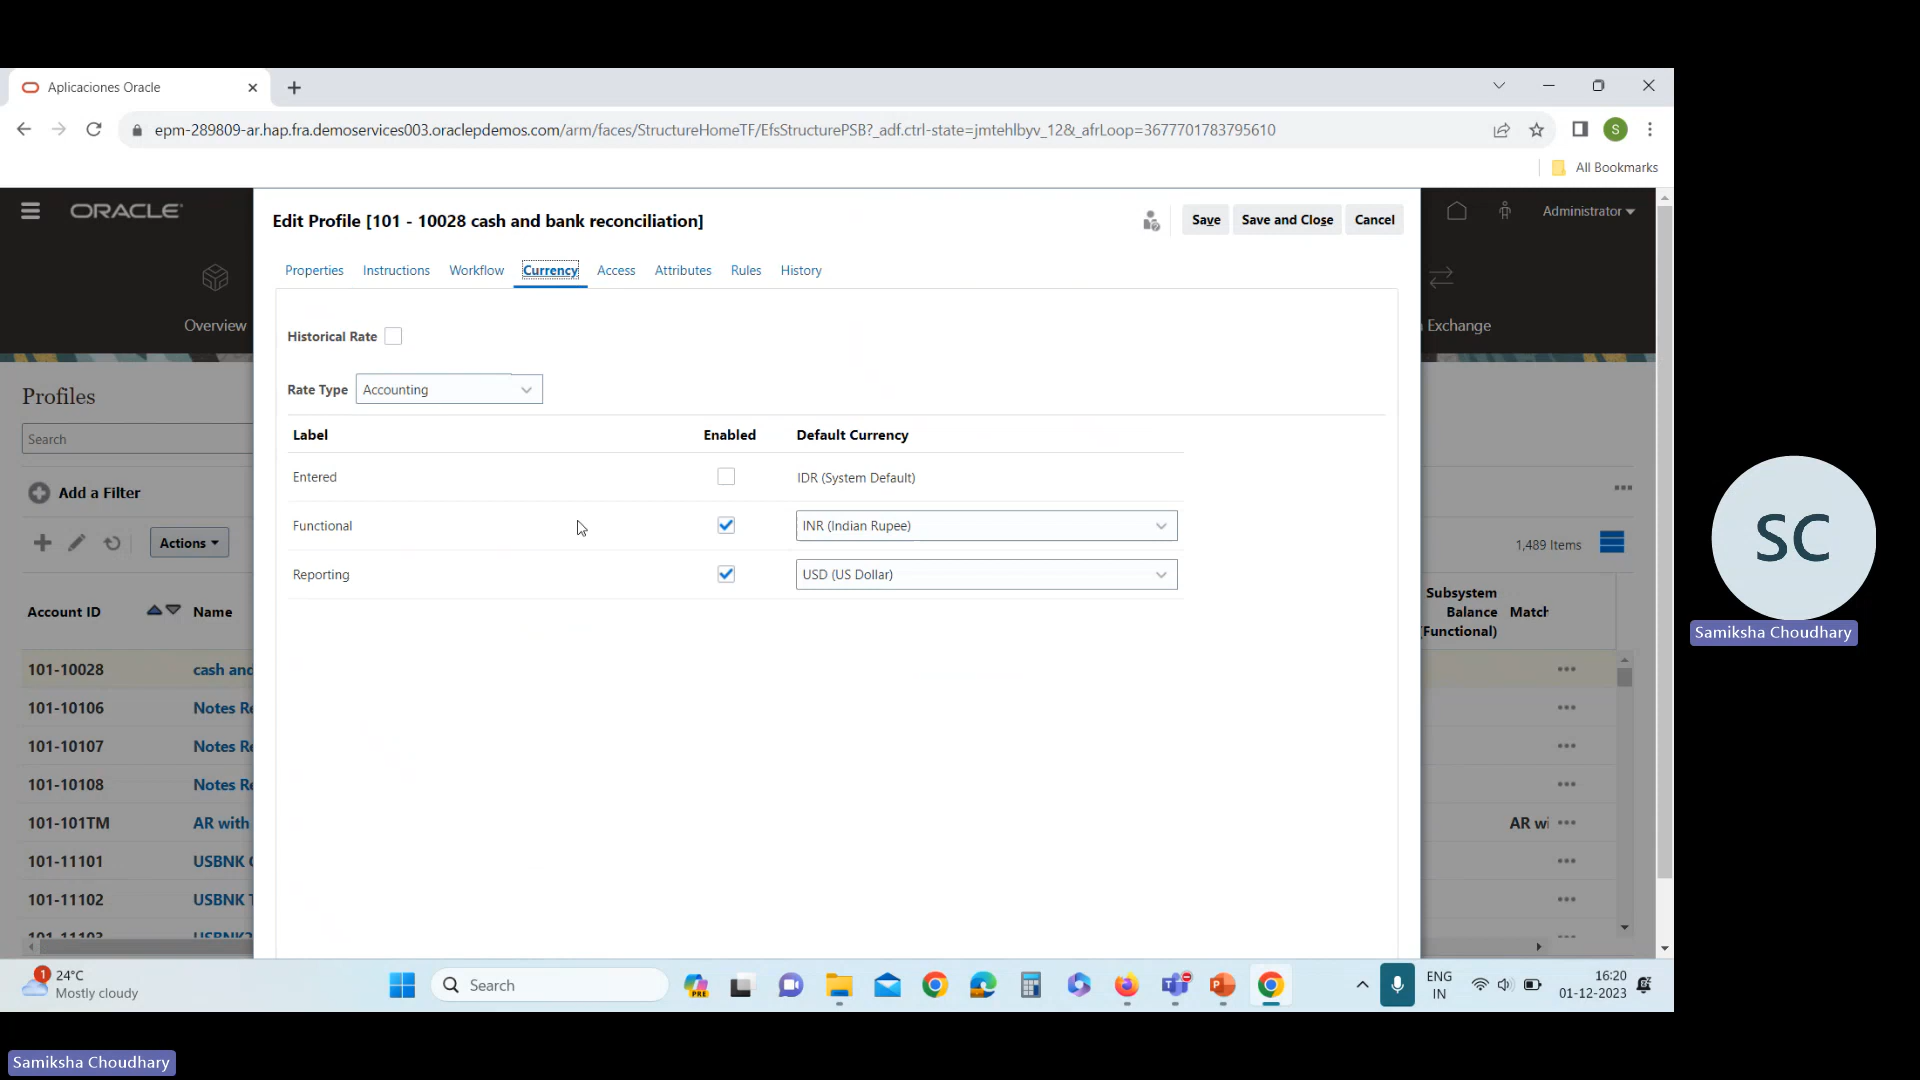 Aplicaciones Oracle
epm-289809-ar.hap.fra.demoservices003.oraclepdemos.com/arm/faces/StructureHomeTF/EfsStructurePSB?_adf.ctrl-state=jmtehlbyv_12&_afrLoop=3677701783795610
S
All Bookmarks
ORACLE
Edit Profile [101 - 10028 cash and bank reconciliation]
Save
Save and Close
Cancel
Administrator
Properties
Instructions
Workflow
Currency
Access
Attributes
Rules
History
Overview
Exchange
Historical Rate
Rate Type
Accounting
Profiles
Search
Label
Enabled
Default Currency
Entered
IDR (System Default)
Add a Filter
Functional
INR (Indian Rupee)
Actions
1,489 Items
Reporting
USD (US Dollar)
Account ID
Name
Subsystem
Balance
(Functional)
Match
101-10028
cash and
101-10106
Notes Re
101-10107
Notes Re
101-10108
Notes Re
101-101TM
AR with
AR wi
101-11101
USBNK
101-11102
USBNK
101-11103
USBNK2
SC
Samiksha Choudhary
1
24°C
Mostly cloudy
Search
PRE
ENG
IN
16:20
01-12-2023
Samiksha Choudhary